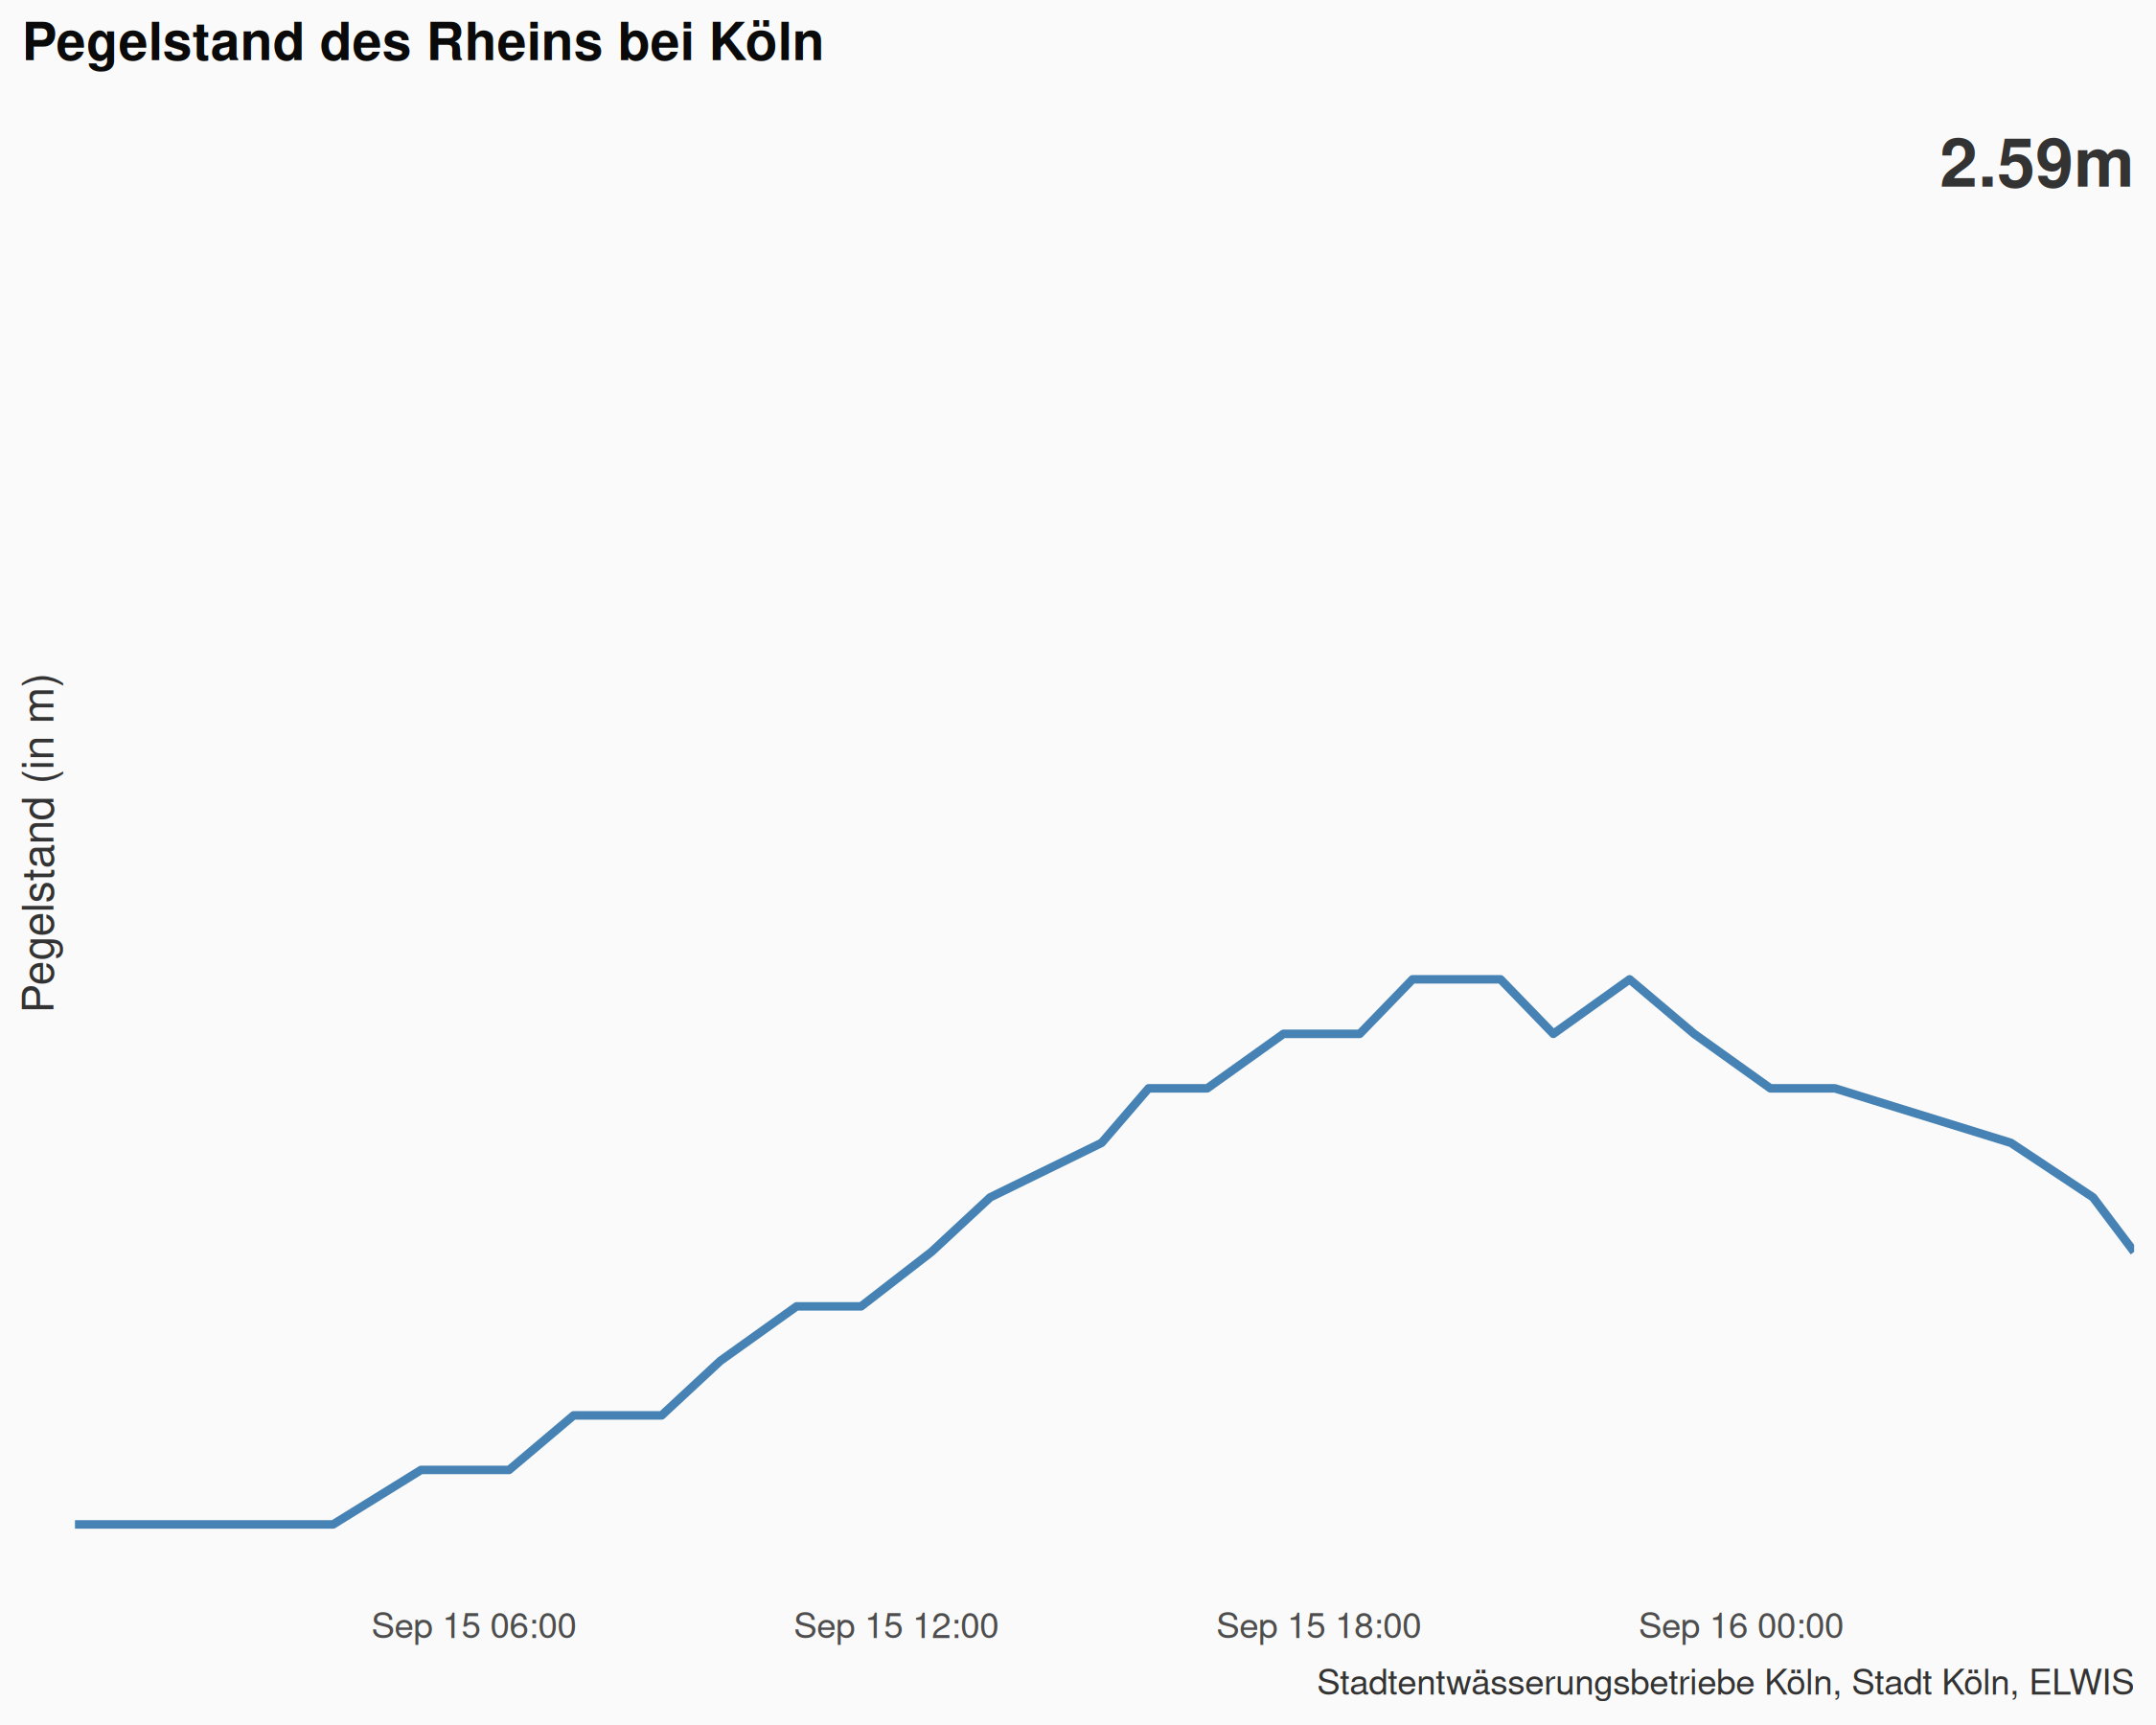 Pegelstand des Rheins bei Köln
2.59m
Pegelstand (in m)
Sep 15 06:00
Sep 15 12:00
Sep 15 18:00
Sep 16 00:00
Stadtentwässerungsbetriebe Köln, Stadt Köln, ELWIS